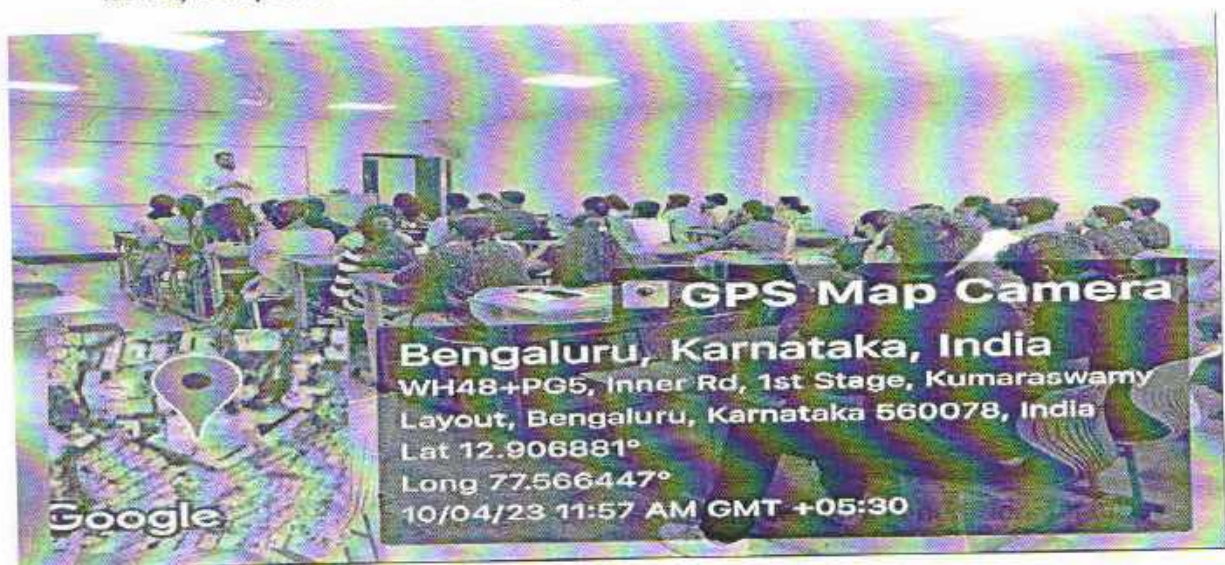 GPS Map Camera
Bengaluru, Karnataka, India
WH48+PG5, Inner Rd, 1st Stage, Kumaraswamy
Layout, Bengaluru, Karnataka 560078, India
Lat 12.906881°
Long 77.566447°
10/04/23 11:57 AM GMT +05:30
Google